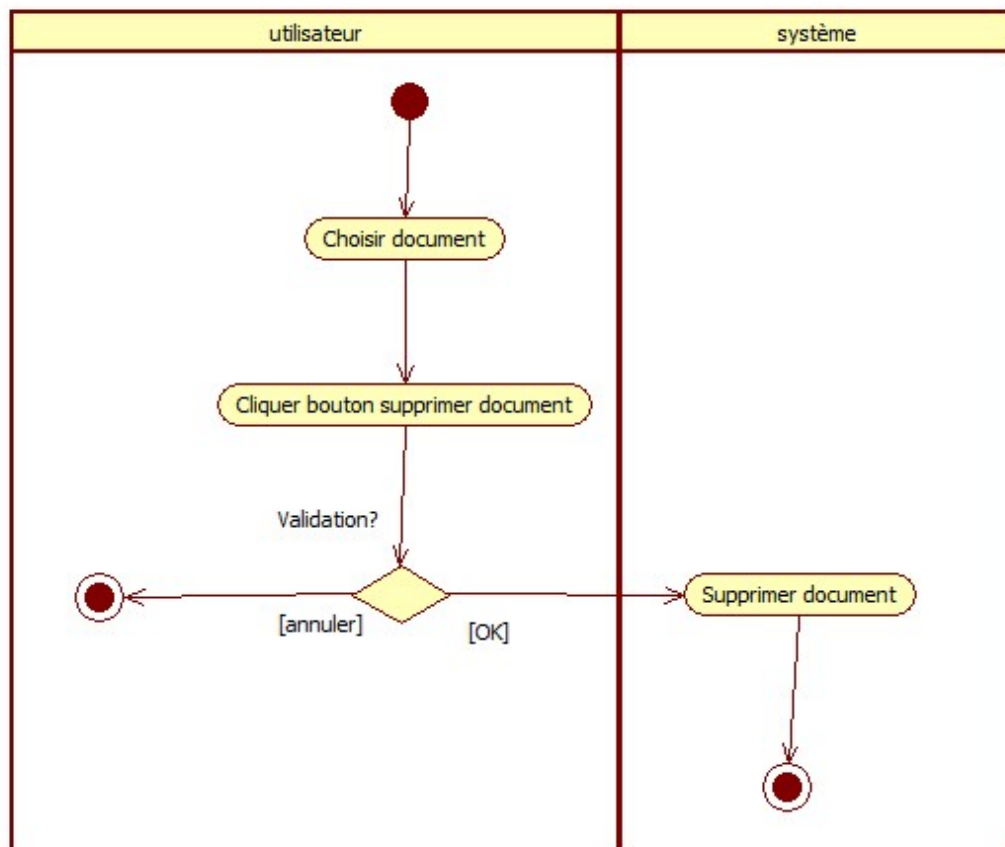 utilisateur
système
Choisir document
Cliquer bouton supprimer document
Validation?
Supprimer document
[annuler]
[OK]